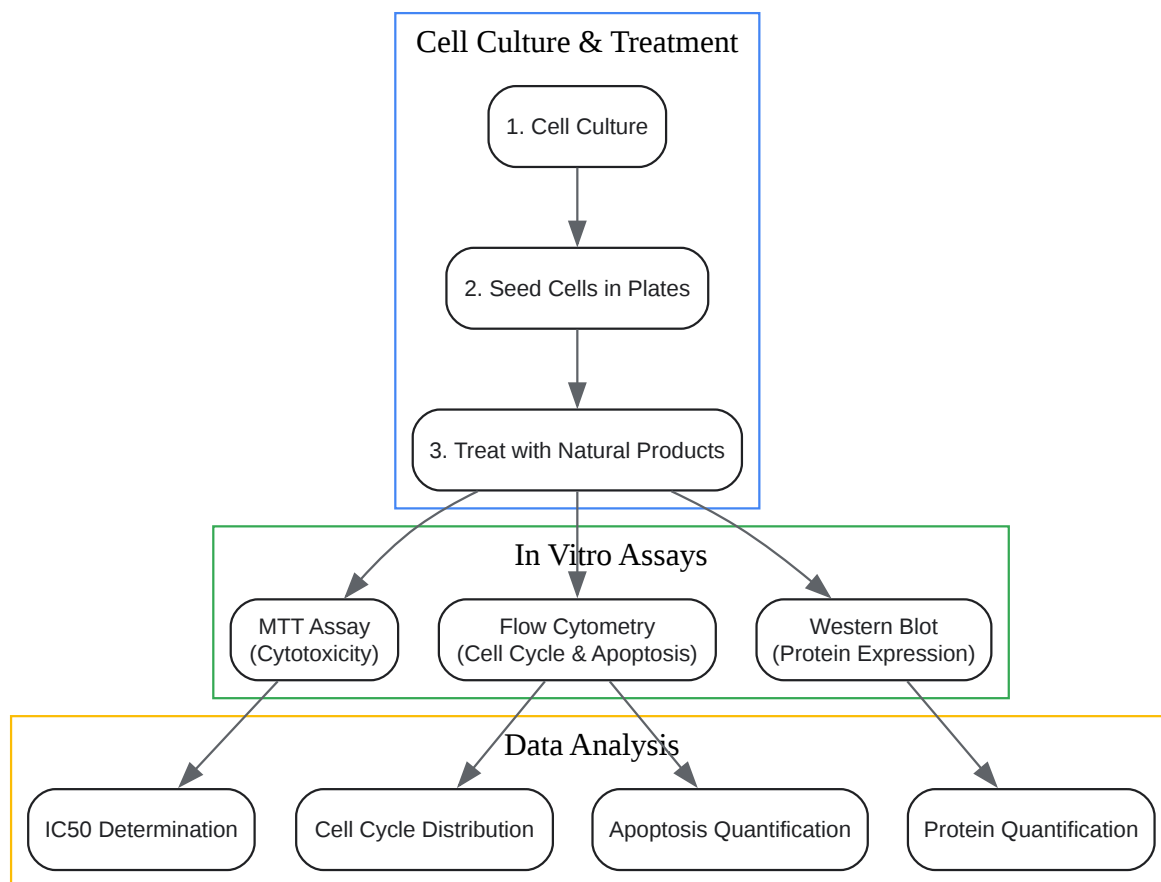 Cell Culture & Treatment
1. Cell Culture
2. Seed Cells in Plates
3. Treat with Natural Products
In Vitro Assays
MTT Assay
(Cytotoxicity)
Flow Cytometry
(Cell Cycle & Apoptosis)
Western Blot
(Protein Expression)
Data Analysis
IC50 Determination
Cell Cycle Distribution
Apoptosis Quantification
Protein Quantification